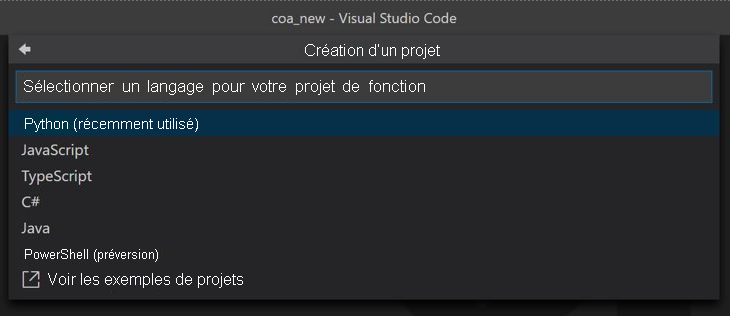 coa_new - Visual Studio Code
Création d'un projet
Sélectionner un langage pour votre projet de fonction
Python (récemment utilisé)
JavaScript
TypeScript
C#
Java
PowerShell (préversion)
Voir les exemples de projets